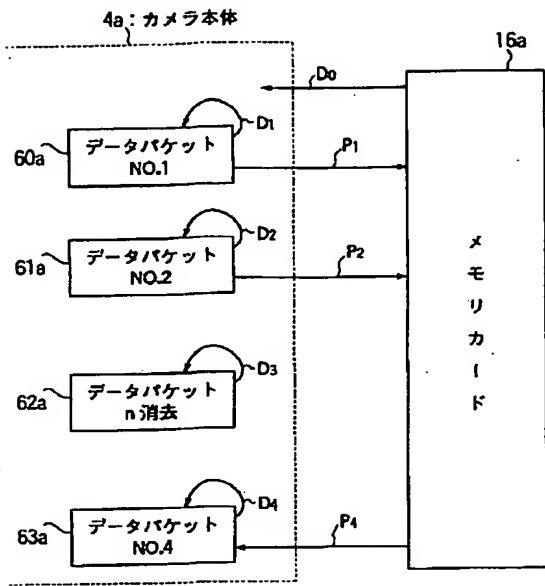 4a:カメラ本体
16a
D0
D1
データパケット
NO.1
60a
P1
D2
データパケット
NO.2
61a
P2
メモリカード
D3
データパケット
n消去
62a
D4
データパケット
NO.4
63a
P4